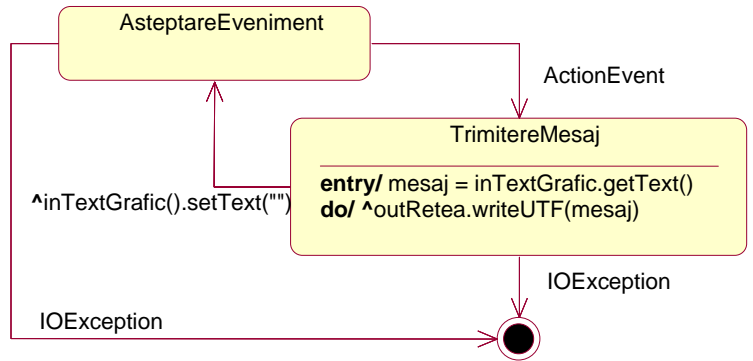 AsteptareEveniment
ActionEvent
TrimitereMesaj
entry/ mesaj = inTextGrafic.getText()
do/ ^outRetea.writeUTF(mesaj)
^inTextGrafic().setText("")
IOException
IOException